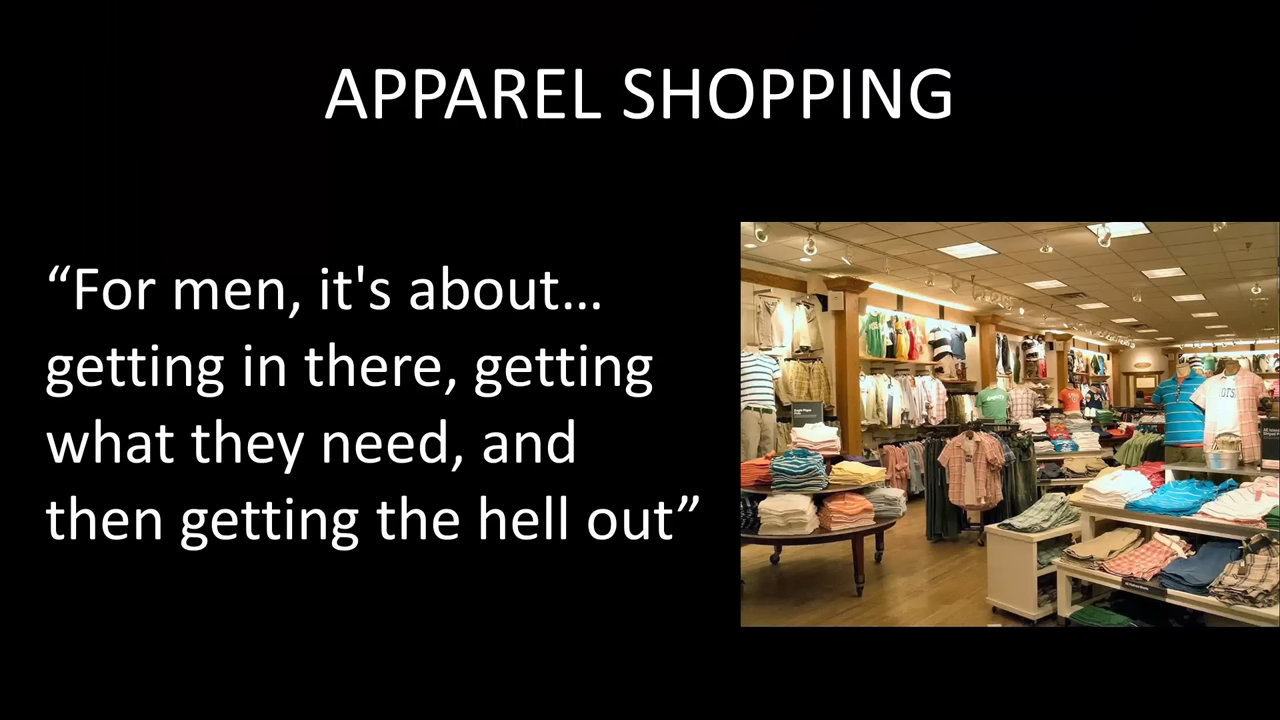 APPAREL SHOPPING
“For men, it's about...
getting in there, getting
what they need, and
then getting the hell out”